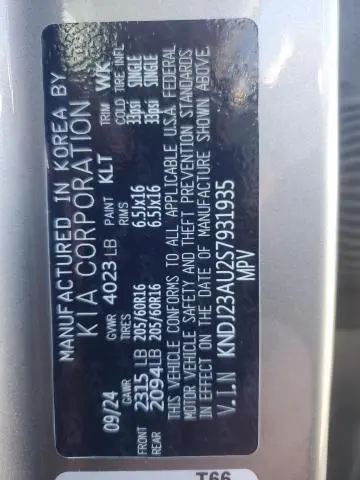 MANUFACTURED IN KOREA BY
KIA CORPORATION
09/24 GVWR 4023 LB PAINT KLT TRIM WK
GAWR TIRES RIMS COLD TIRE INFL
FRONT 2315 LB 205/60R16 6.5JX16 33psi SINGLE
REAR 2094 LB 205/60R16 6.5JX16 33psi SINGLE
THIS VEHICLE CONFORMS TO ALL APPLICABLE U.S.A. FEDERAL
MOTOR VEHICLE SAFETY AND THEFT PREVENTION STANDARDS
IN EFFECT ON THE DATE OF MANUFACTURE SHOWN ABOVE.
V.I.N KNDJ23AU2S7931935
MPV
T66